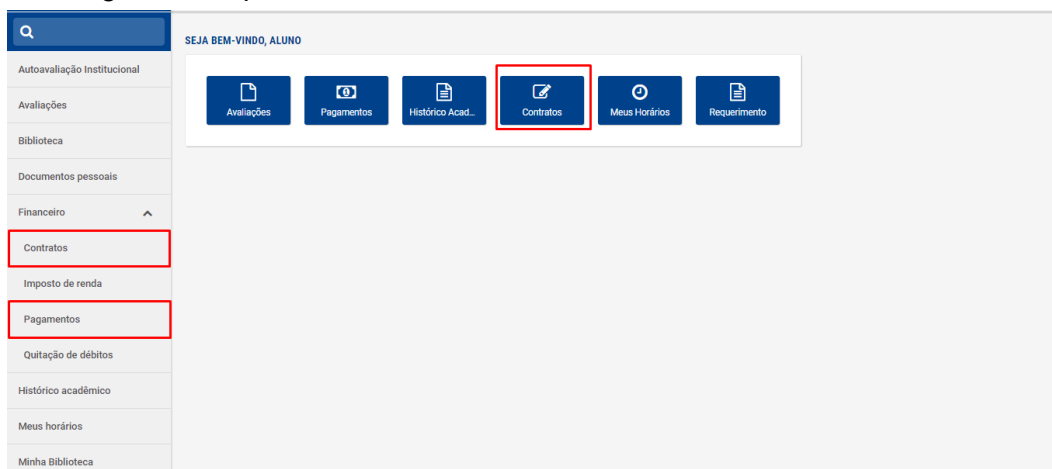 SEJA BEM-VINDO, ALUNO
Autoavaliação Institucional
Avaliações
Biblioteca
Documentos pessoais
Financeiro
Contratos
Imposto de renda
Pagamentos
Quitação de débitos
Histórico acadêmico
Meus horários
Minha Biblioteca
Avaliações
Pagamentos
Histórico Acad...
Contratos
Meus Horários
Requerimento